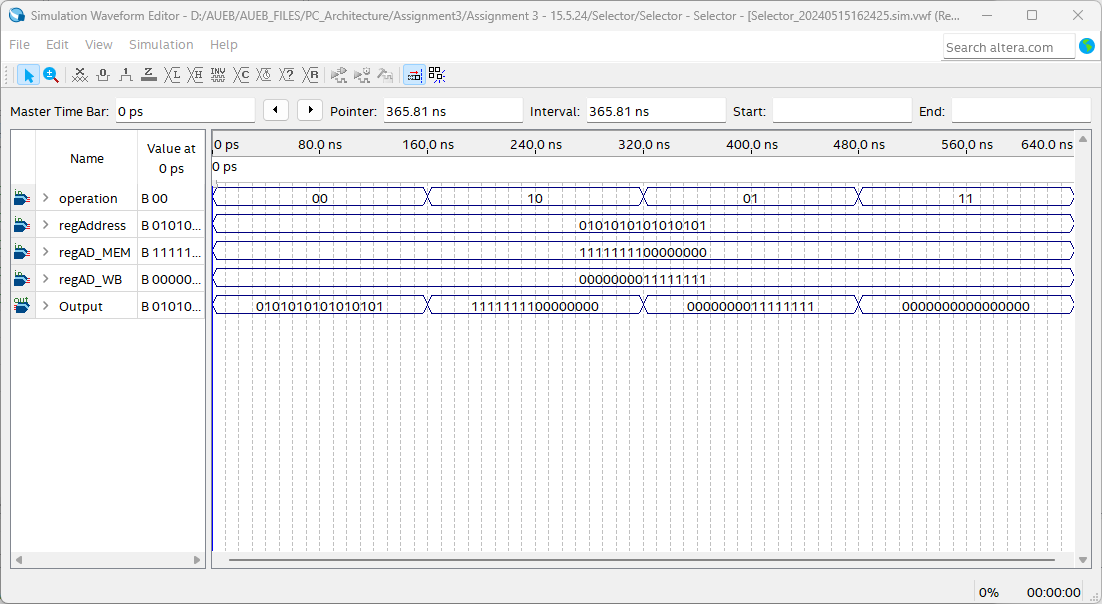 Simulation Waveform Editor - D:/AUEB/AUEB_FILES/PC_Architecture/Assignment3/Assignment 3 - 15.5.24/Selector/Selector - Selector - [Selector_20240515162425.sim.vwf (Re...
File Edit View Simulation Help
Search altera.com
Master Time Bar: 0 ps Pointer: 365.81 ns Interval: 365.81 ns Start: End:
Name Value at 0 ps
0 ps 80.0 ns 160.0 ns 240.0 ns 320.0 ns 400.0 ns 480.0 ns 560.0 ns 640.0 ns
0 ps
operation B 00 00 10 01 11
regAddress B 01010... 0101010101010101
regAD_MEM B 11111... 1111111100000000
regAD_WB B 00000... 0000000011111111
Output B 01010... 0101010101010101 1111111100000000 0000000011111111 0000000000000000
0% 00:00:00